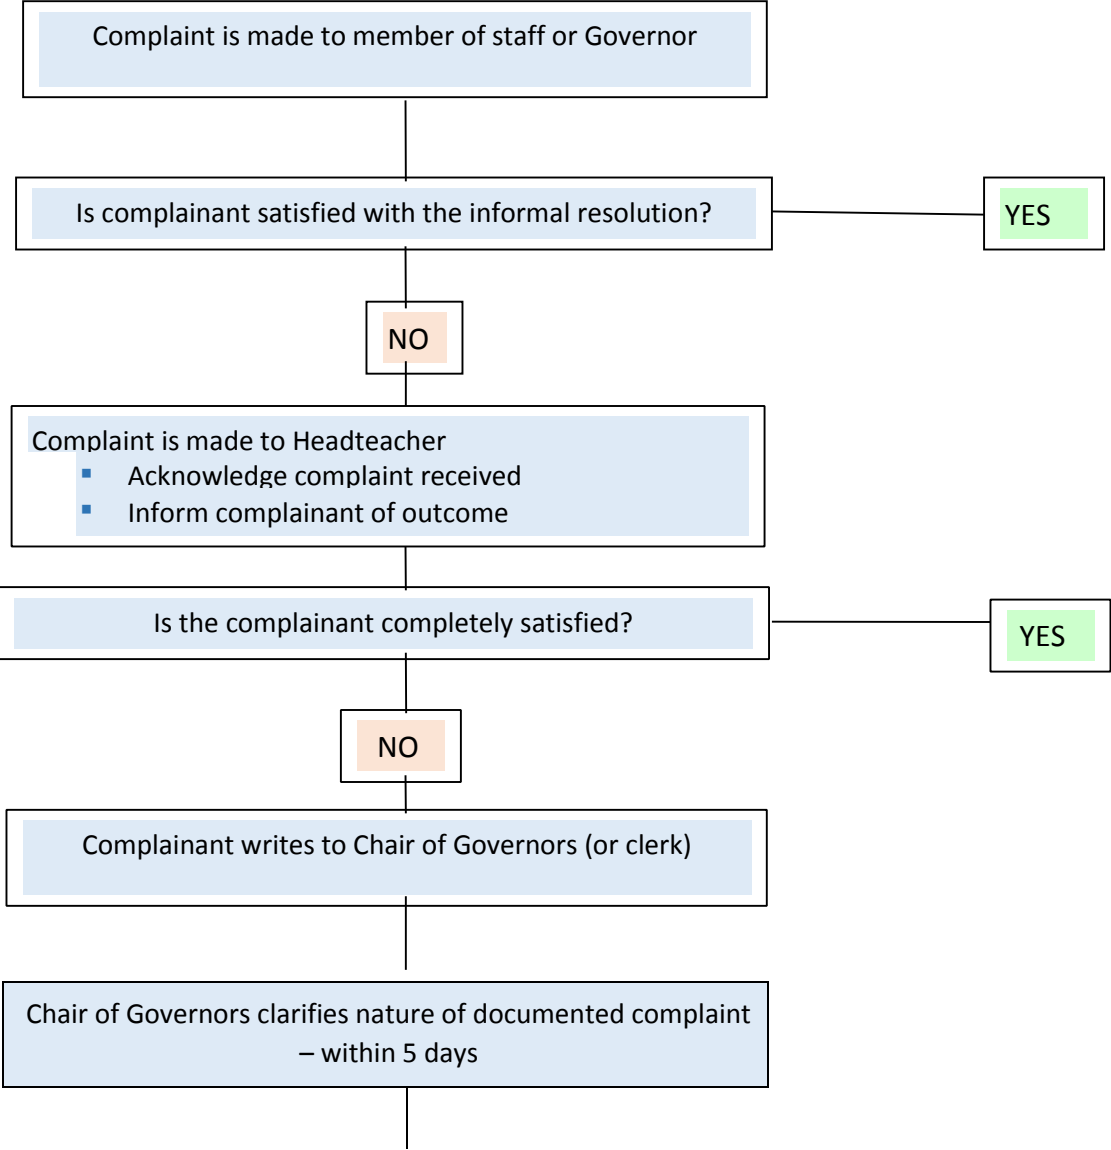 Complaint is made to member of staff or Governor
Is complainant satisfied with the informal resolution?
YES
NO
Complaint is made to Headteacher
▪ Acknowledge complaint received
▪ Inform complainant of outcome
Is the complainant completely satisfied?
YES
NO
Complainant writes to Chair of Governors (or clerk)
Chair of Governors clarifies nature of documented complaint
– within 5 days